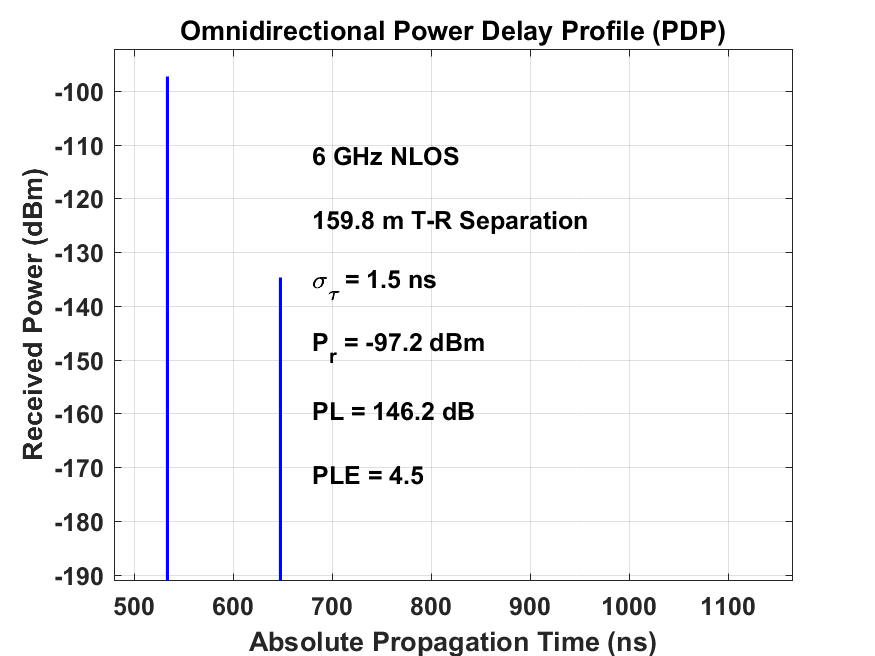 Omnidirectional Power Delay Profile (PDP)
-100
-110
-120
-130
-140
-150
-160
-170
-180
-190
Received Power (dBm)
6 GHz NLOS
159.8 m T-R Separation
σ_τ = 1.5 ns
P_r = -97.2 dBm
PL = 146.2 dB
PLE = 4.5
500 600 700 800 900 1000 1100
Absolute Propagation Time (ns)